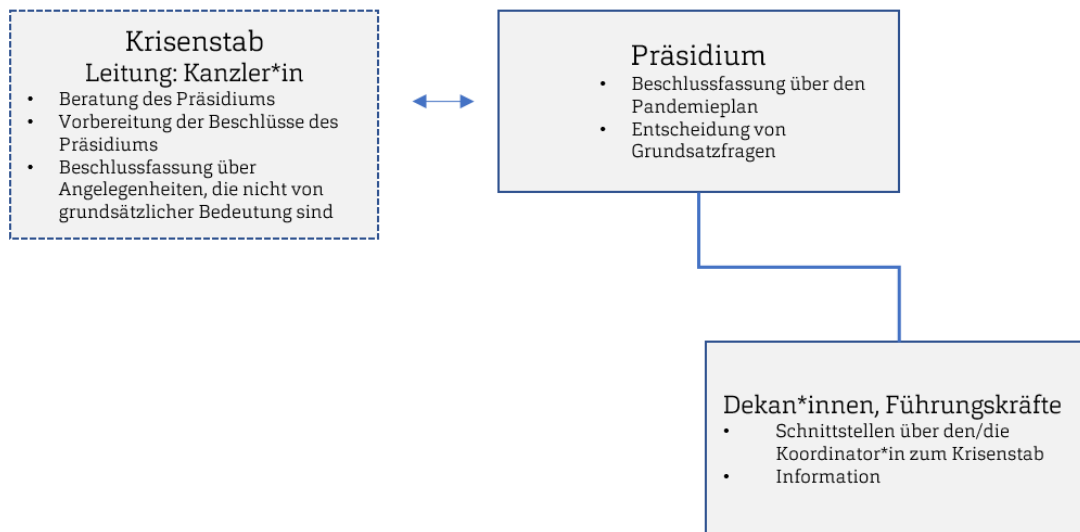 Krisenstab
Leitung: Kanzler*in
• Beratung des Präsidiums
• Vorbereitung der Beschlüsse des
Präsidiums
• Beschlussfassung über
Angelegenheiten, die nicht von
grundsätzlicher Bedeutung sind
Präsidium
• Beschlussfassung über den
Pandemieplan
• Entscheidung von
Grundsatzfragen
Dekan*innen, Führungskräfte
• Schnittstellen über den/die
Koordinator*in zum Krisenstab
• Information